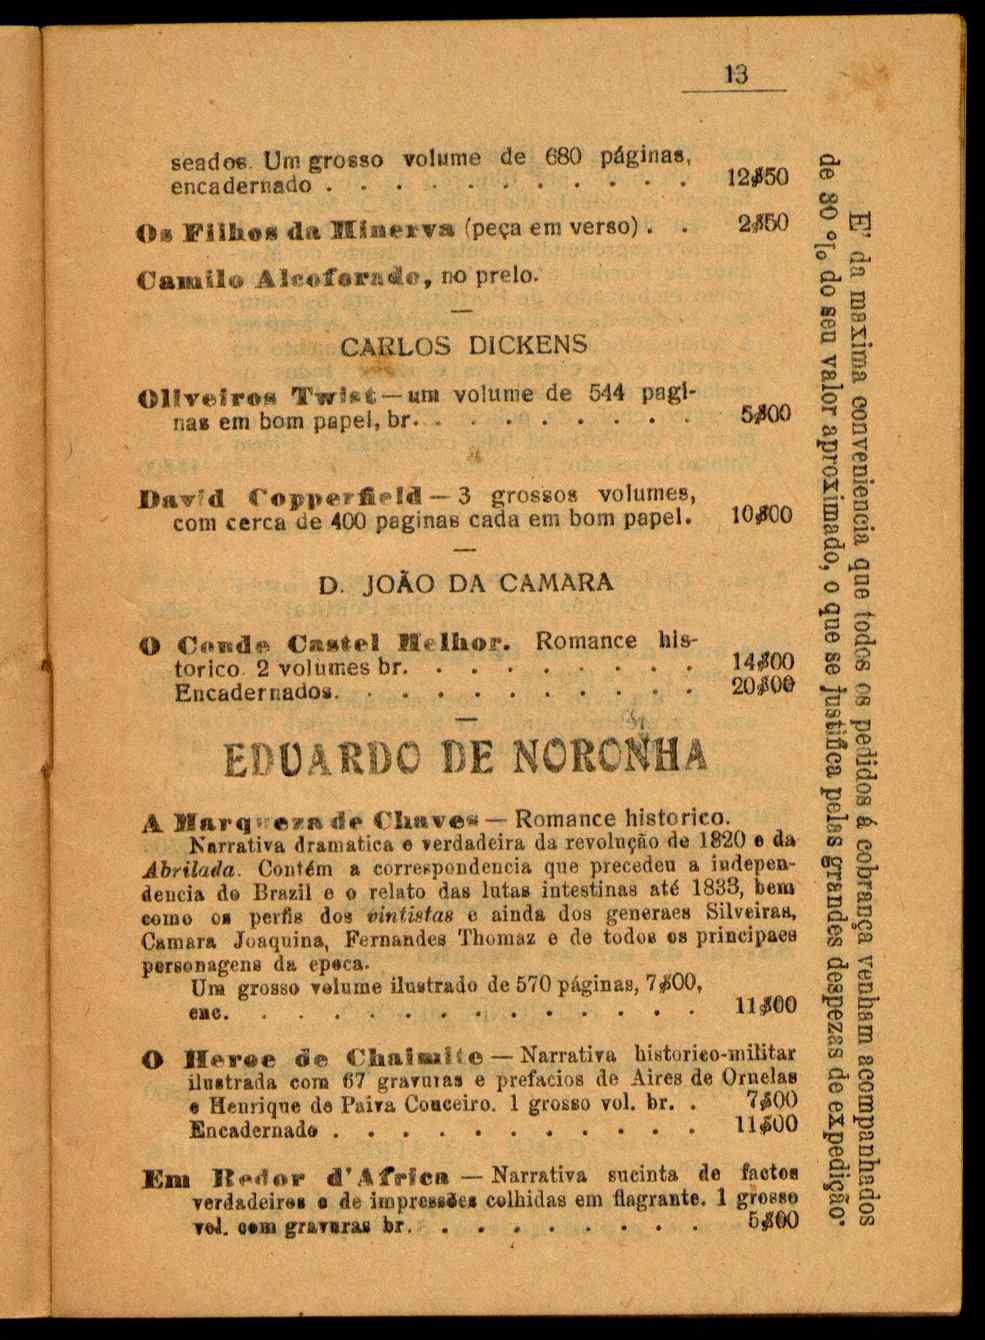 13
seados. Um grosso volume de 680 páginas,
encadernado . . . . . . . . . . . 12$50
Os Filhos da Minerva (peça em verso) . . 2$50
Camilo Alcoforado, no prelo.
—
CARLOS DICKENS
Oliveiros Twist — um volume de 544 pagi-
nas em bom papel, br. . . . . . . . . 5$00
David Copperfield — 3 grossos volumes,
com cerca de 400 paginas cada em bom papel. 10$00
—
D. JOÃO DA CAMARA
O Conde Castel Melhor. Romance his-
torico. 2 volumes br. . . . . . . . . 14$00
Encadernados. . . . . . . . . . . 20$00
—
EDUARDO DE NORONHA
A Marqueza de Chaves — Romance historico.
Narrativa dramatica e verdadeira da revolução de 1820 e da
Abrilada. Contém a correspondencia que precedeu a indepen-
dencia do Brazil e o relato das lutas intestinas até 1833, bem
como os perfis dos vintistas e ainda dos generaes Silveiras,
Camara Joaquina, Fernandes Thomaz e de todos os principaes
personagens da epoca.
Um grosso volume ilustrado de 570 páginas, 7$00,
enc. . . . . . . . . . . . . . . 11$00
O Heroe de Chaimite — Narrativa historico-militar
ilustrada com 67 gravuras e prefacios de Aires de Ornelas
e Henrique de Paiva Couceiro. 1 grosso vol. br. . 7$00
Encadernado . . . . . . . . . . . 11$00
Em Redor d'Africa — Narrativa sucinta de factos
verdadeiros e de impressões colhidas em flagrante. 1 grosso
vol. com gravuras br. . . . . . . . . 5$00
E' da maxima conveniencia que todos os pedidos á cobrança venham acompanhados
de 30 % do seu valor aproximado, o que se justifica pelas grandes despezas de expedição.